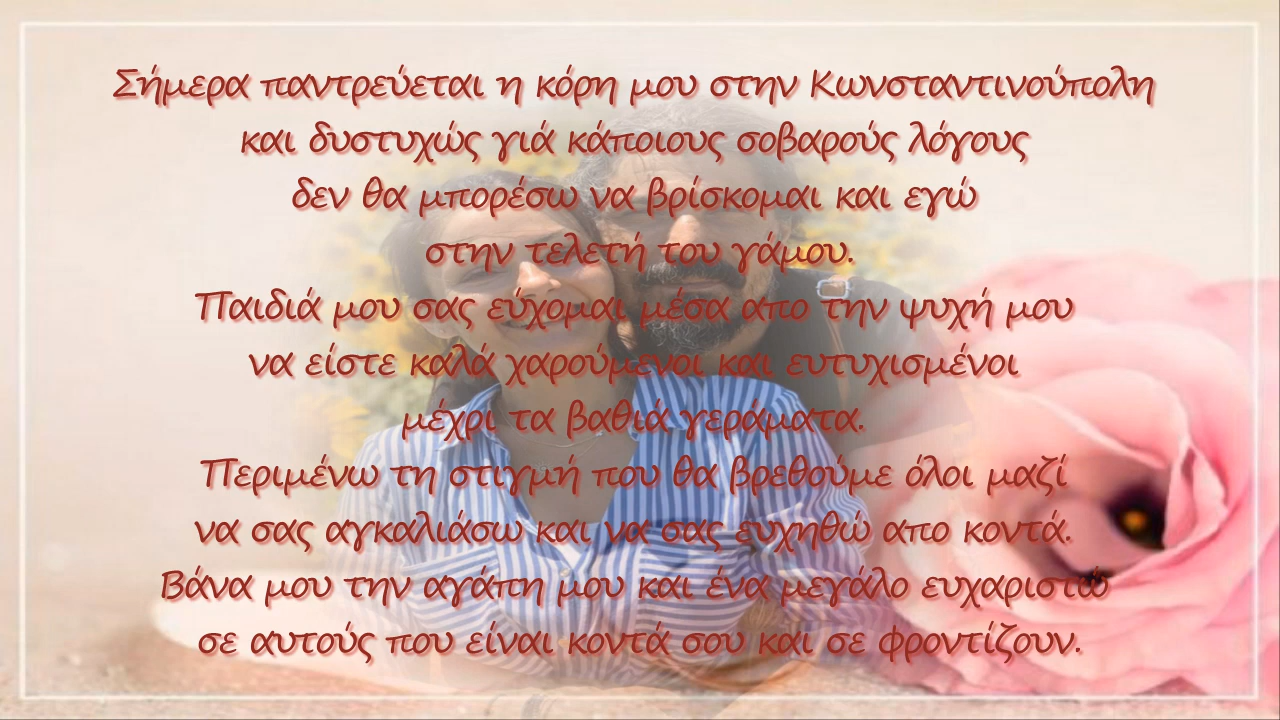 Σήμερα παντρεύεται η κόρη μου στην Κωνσταντινούπολη
και δυστυχώς γιά κάποιους σοβαρούς λόγους
δεν θα μπορέσω να βρίσκομαι και εγώ
στην τελετή του γάμου.
Παιδιά μου σας εύχομαι μέσα απο την ψυχή μου
να είστε καλά χαρούμενοι και ευτυχισμένοι
μέχρι τα βαθιά γεράματα.
Περιμένω τη στιγμή που θα βρεθούμε όλοι μαζί
να σας αγκαλιάσω και να σας ευχηθώ απο κοντά.
Βάνα μου την αγάπη μου και ένα μεγάλο ευχαριστώ
σε αυτούς που είναι κοντά σου και σε φροντίζουν.